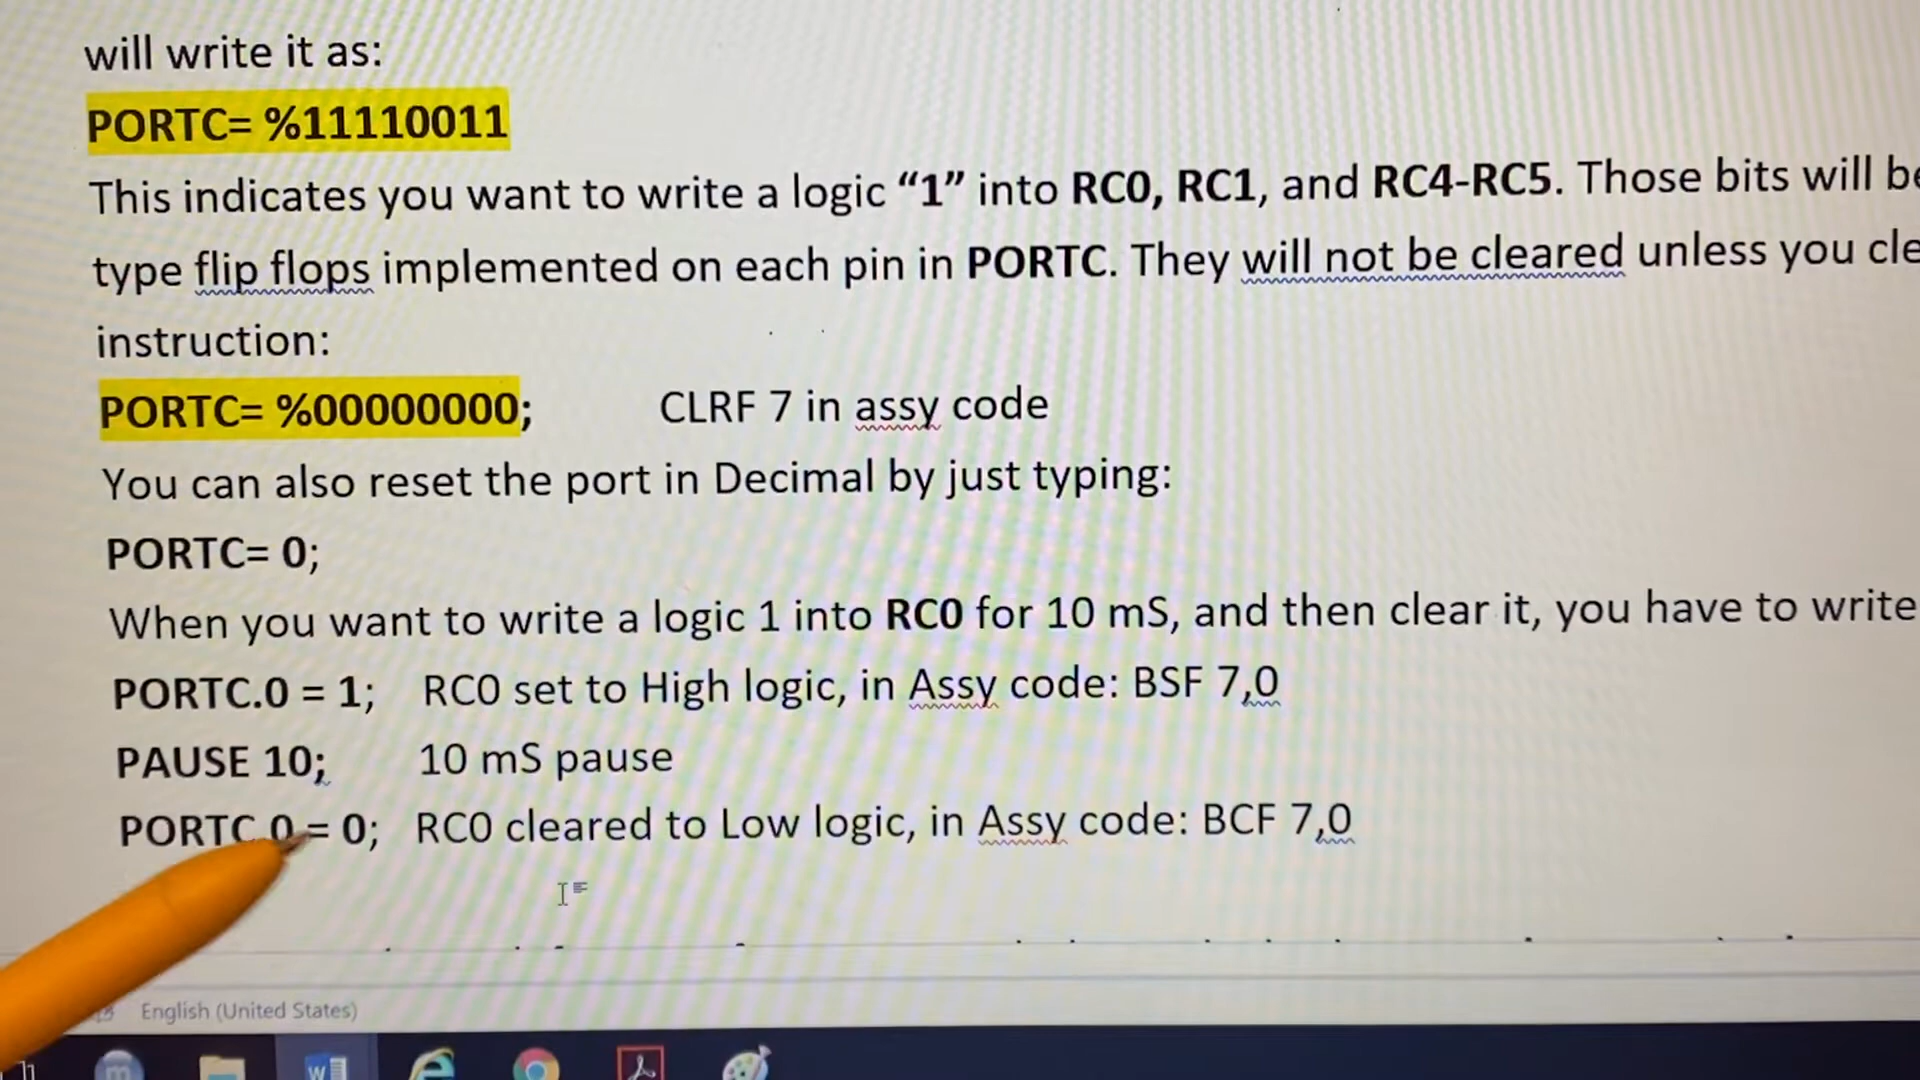 will write it as:
PORTC= %11110011
This indicates you want to write a logic “1” into RC0, RC1, and RC4-RC5. Those bits will be
type flip flops implemented on each pin in PORTC. They will not be cleared unless you cle
instruction:
PORTC= %00000000; CLRF 7 in assy code
You can also reset the port in Decimal by just typing:
PORTC= 0;
When you want to write a logic 1 into RC0 for 10 mS, and then clear it, you have to write
PORTC.0 = 1; RC0 set to High logic, in Assy code: BSF 7,0
PAUSE 10; 10 mS pause
PORTC.0 = 0; RC0 cleared to Low logic, in Assy code: BCF 7,0
English (United States)